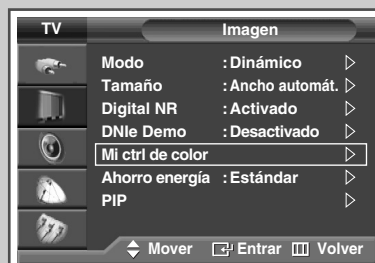 TV Imagen
Modo : Dinámico
Tamaño : Ancho automát.
Digital NR : Activado
DNIe Demo : Desactivado
Mi ctrl de color
Ahorro energía : Estándar
PIP
Mover Entrar Volver